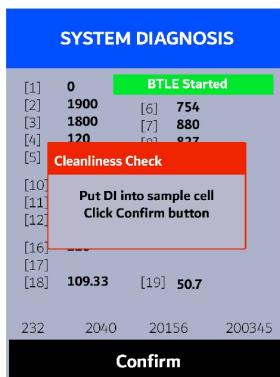 SYSTEM DIAGNOSIS
[1] 0 BTLE Started
[2] 1900 [6] 754
[3] 1800 [7] 880
[4] 120 [8] 827
[5]
Cleanliness Check
[10]
Put DI into sample cell
[11]
Click Confirm button
[12]
[16]
[17]
[18] 109.33 [19] 50.7
232 2040 20156 200345
Confirm